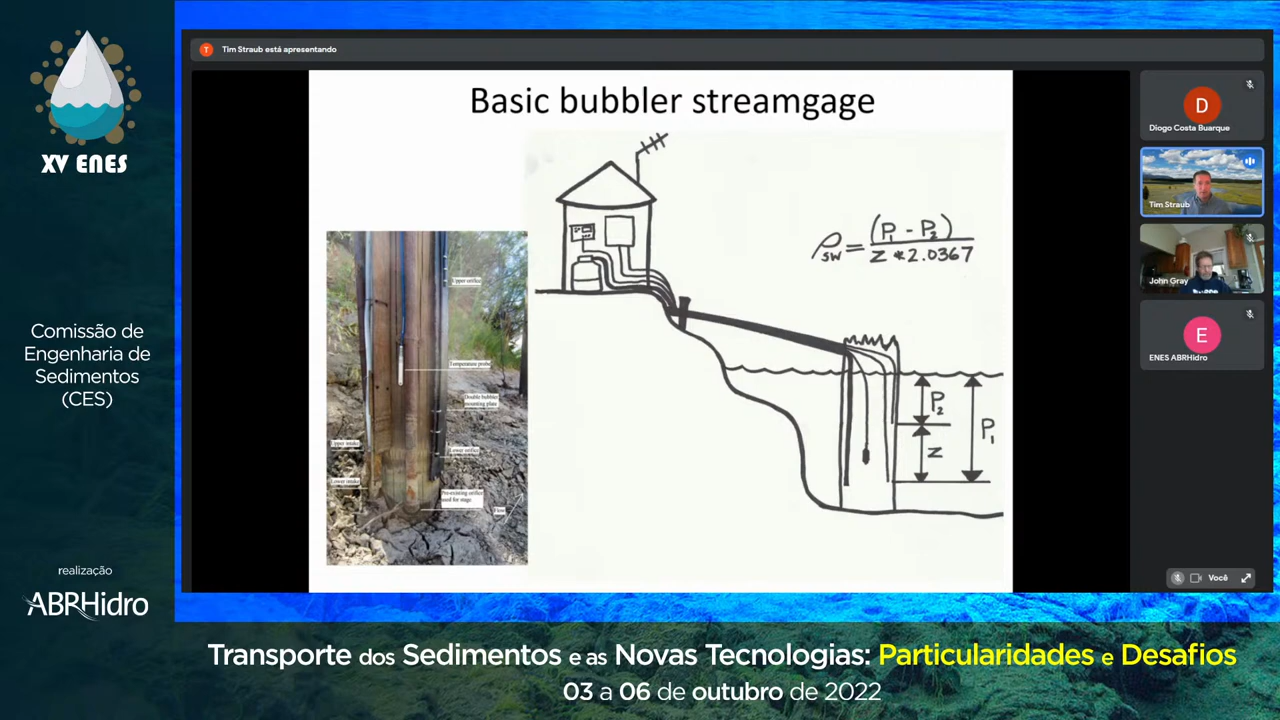 XV ENES
Comissão de
Engenharia de
Sedimentos
(CES)
realização
ABRHidro
T
Tim Straub está apresentando
Basic bubbler streamgage
ρSW = (P1 - P2)
Z * 2.0367
P2
Z
P1
Upper orifice
Temperature probe
Double bubbler
mounting plate
Upper intake
Lower orifice
Lower intake
Pre-existing orifice
used for stage
Flow
D
Diogo Costa Buarque
Tim Straub
John Gray
E
ENES ABRHidro
Você
Transporte dos Sedimentos e as Novas Tecnologias: Particularidades e Desafios
03 a 06 de outubro de 2022